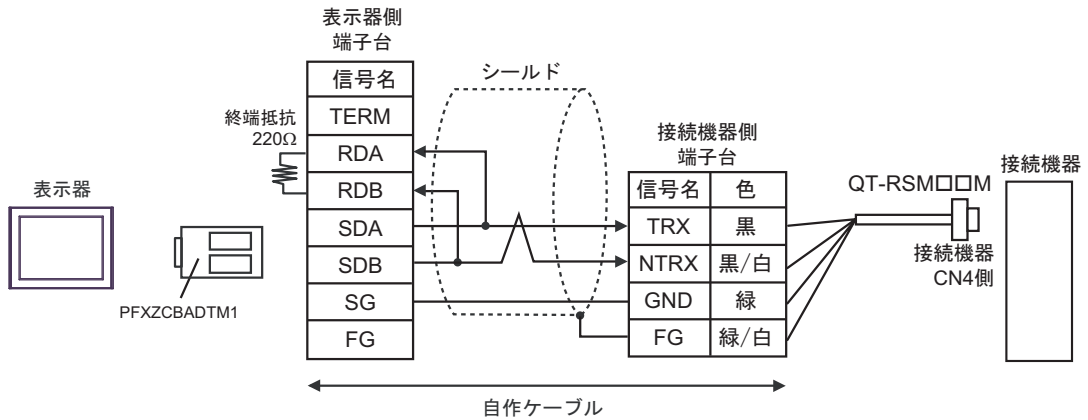 表示器側
端子台
信号名
TERM
RDA
RDB
SDA
SDB
SG
FG
終端抵抗
220Ω
シールド
表示器
PFXZCBADTM1
接続機器側
端子台
信号名 色
TRX 黒
NTRX 黒/白
GND 緑
FG 緑/白
QT-RSM□□M
接続機器
CN4側
接続機器
自作ケーブル